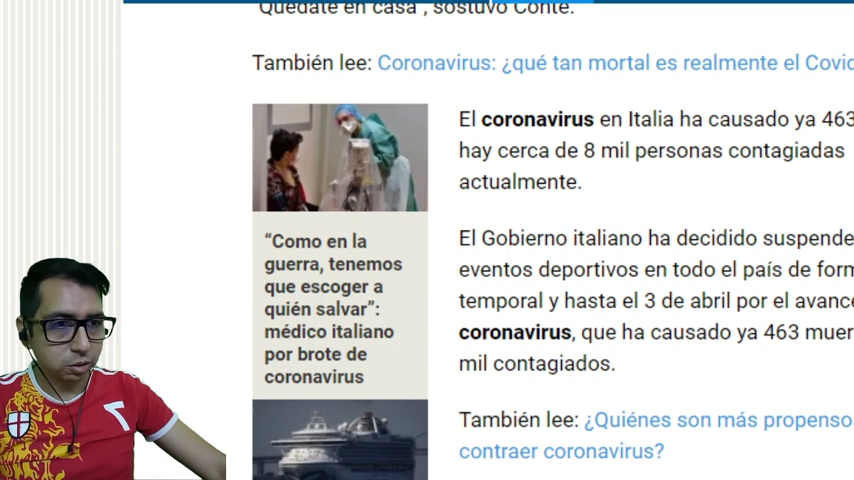 "Quédate en casa", sostuvo Conte.
También lee: Coronavirus: ¿qué tan mortal es realmente el Covid
El coronavirus en Italia ha causado ya 463
hay cerca de 8 mil personas contagiadas
actualmente.
“Como en la
guerra, tenemos
que escoger a
quién salvar”:
médico italiano
por brote de
coronavirus
El Gobierno italiano ha decidido suspende
eventos deportivos en todo el país de form
temporal y hasta el 3 de abril por el avance
coronavirus, que ha causado ya 463 muer
mil contagiados.
También lee: ¿Quiénes son más propenso
contraer coronavirus?